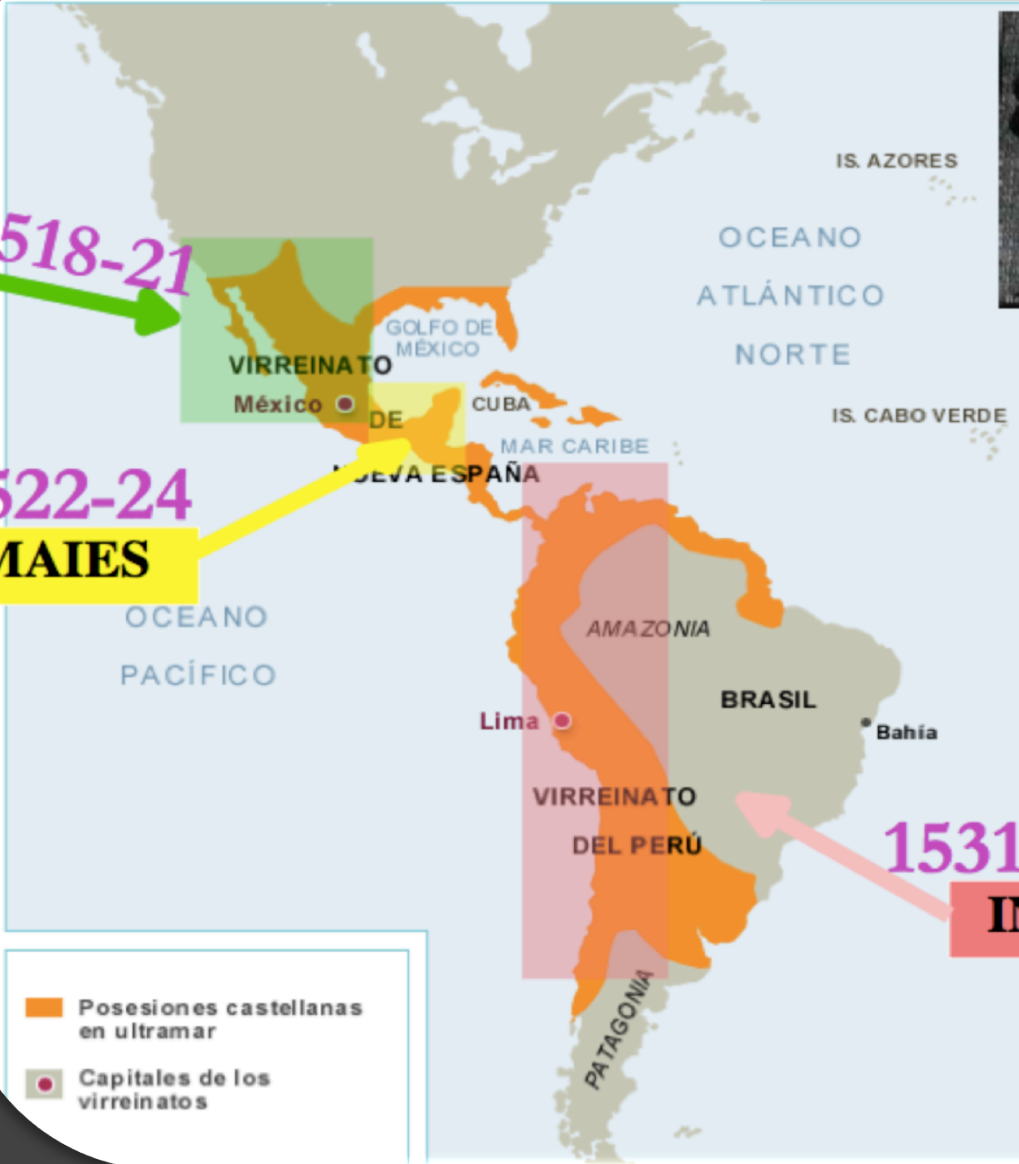 IS. AZORES
OCEANO
ATLÁNTICO
NORTE
518-21
GOLFO DE
MÉXICO
VIRREINATO
México
DE
CUBA
IS. CABO VERDE
MAR CARIBE
NUEVA ESPAÑA
522-24
MAIES
OCEANO
PACÍFICO
AMAZONIA
BRASIL
Lima
Bahía
VIRREINATO
DEL PERÚ
1531
IN
PATAGONIA
Posesiones castellanas
en ultramar
Capitales de los
virreinatos